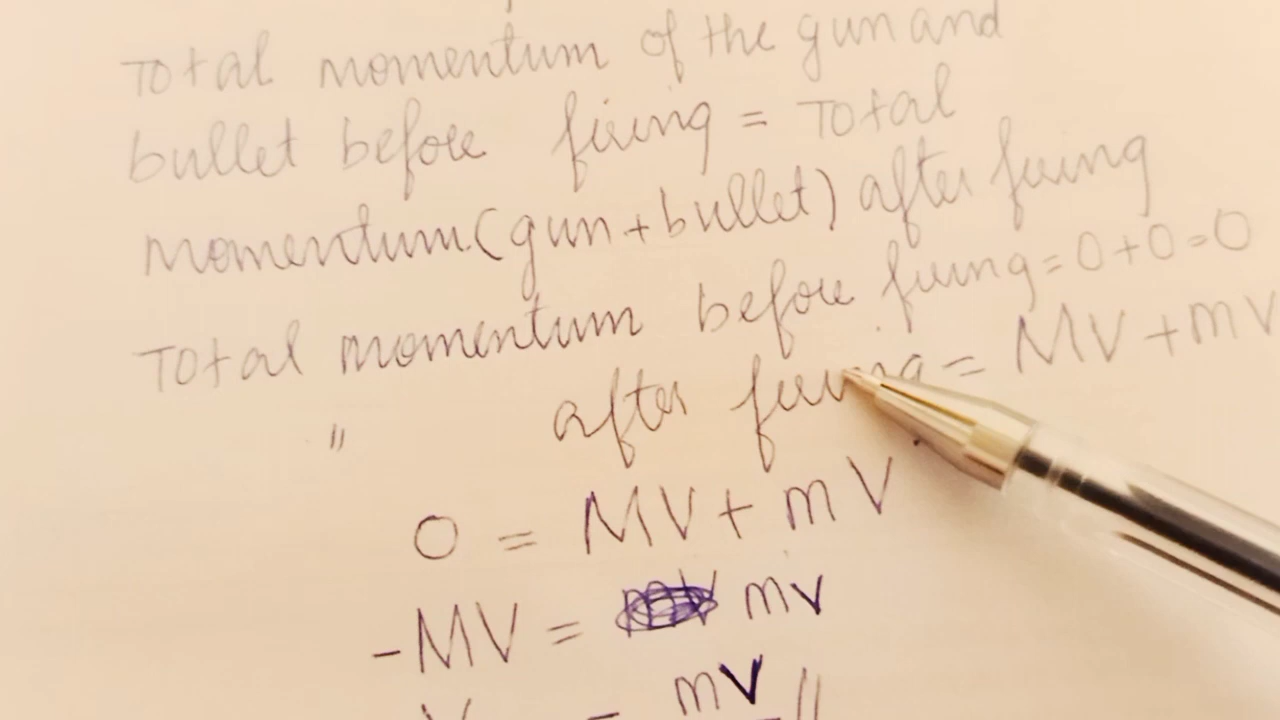 Total momentum of the gun and
bullet before firing = Total
momentum (gun + bullet) after firing
Total momentum before firing = 0 + 0 = 0
" after firing = MV + mV
0 = MV + mV
-MV = mv
V = mv //